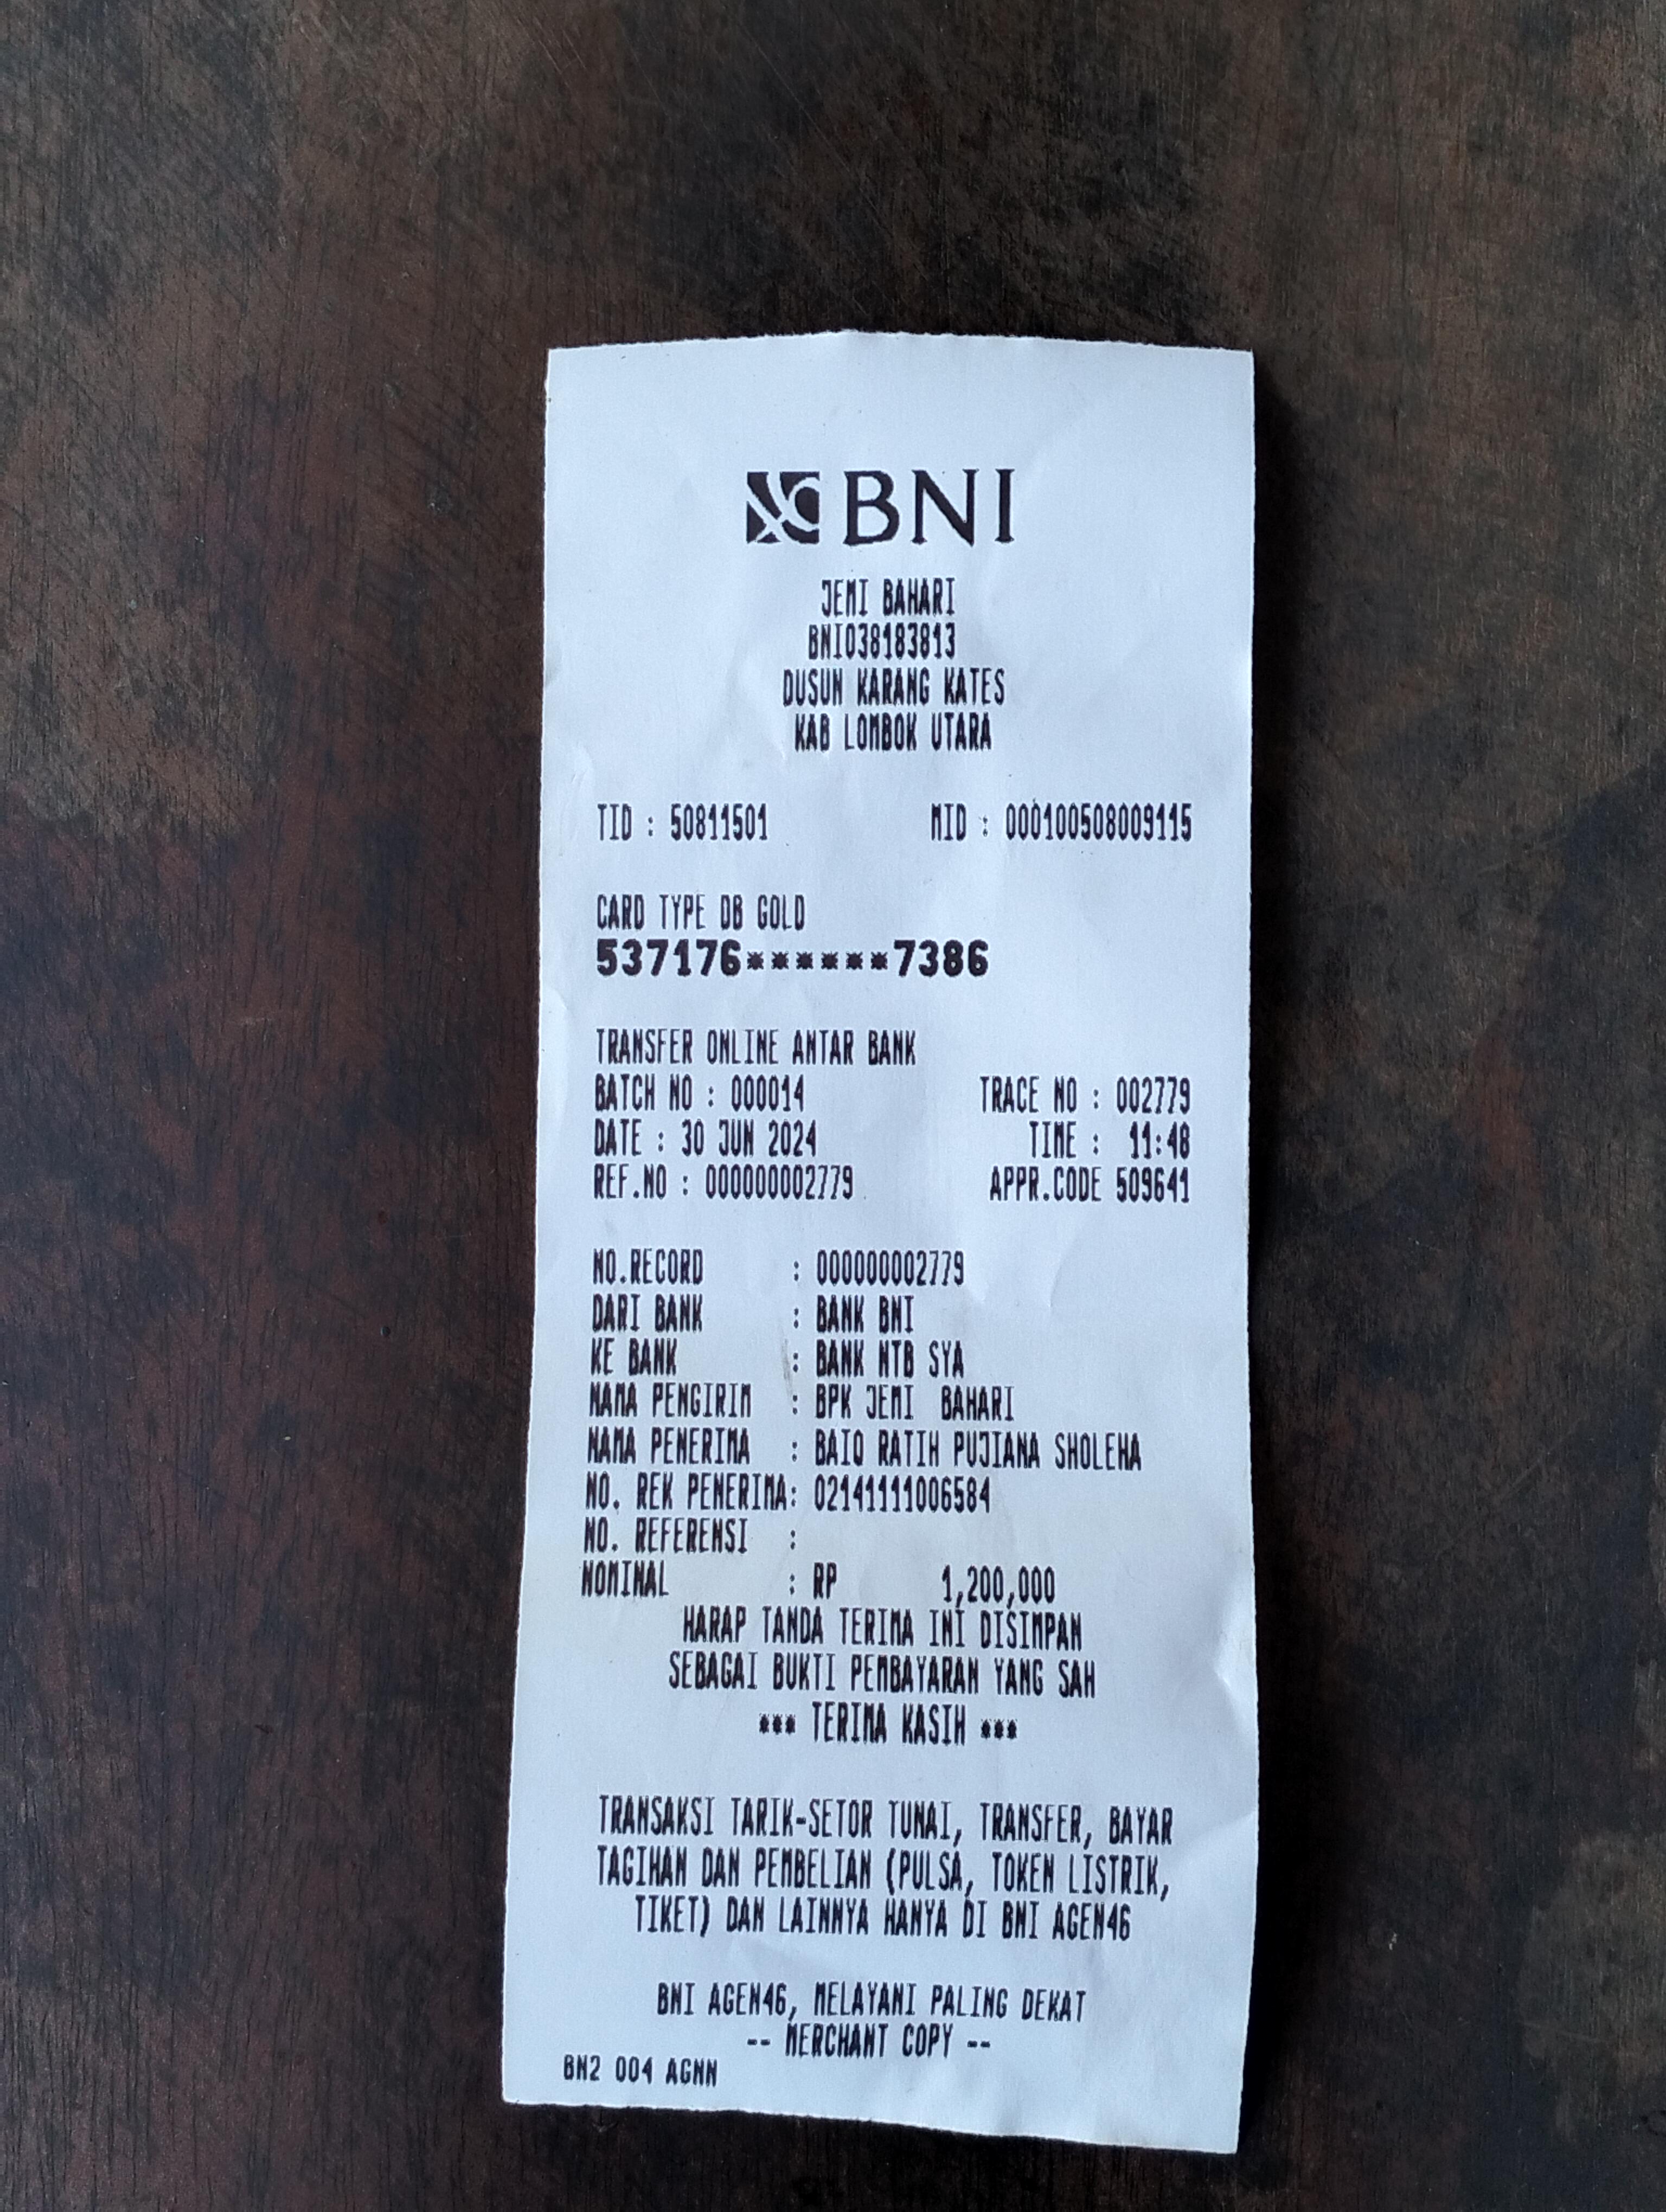 BNI
JEMI BAHARI
BNI038183813
DUSUN KARANG KATES
KAB LOMBOK UTARA
TID : 50811501 MID : 000100508009115
CARD TYPE DB GOLD
537176******7386
TRANSFER ONLINE ANTAR BANK
BATCH NO : 000014 TRACE NO : 002779
DATE : 30 JUN 2024 TIME : 11:48
REF.NO : 000000002779 APPR.CODE 509641
NO.RECORD : 000000002779
DARI BANK : BANK BNI
KE BANK : BANK NTB SYA
NAMA PENGIRIM : BPK JEMI BAHARI
NAMA PENERIMA : BAIQ RATIH PUJIANA SHOLEHA
NO. REK PENERIMA: 02141111006584
NO. REFERENSI :
NOMINAL : RP 1,200,000
HARAP TANDA TERIMA INI DISIMPAN
SEBAGAI BUKTI PEMBAYARAN YANG SAH
*** TERIMA KASIH ***
TRANSAKSI TARIK-SETOR TUNAI, TRANSFER, BAYAR
TAGIHAN DAN PEMBELIAN (PULSA, TOKEN LISTRIK,
TIKET) DAN LAINNYA HANYA DI BNI AGEN46
BNI AGEN46, MELAYANI PALING DEKAT
-- MERCHANT COPY --
BN2 004 AGNN